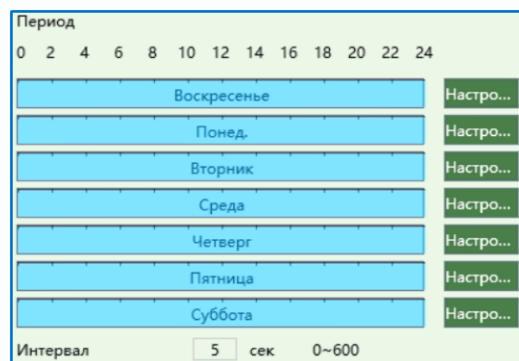 Период
0 2 4 6 8 10 12 14 16 18 20 22 24
Воскресенье Настро...
Понед. Настро...
Вторник Настро...
Среда Настро...
Четверг Настро...
Пятница Настро...
Суббота Настро...
Интервал 5 сек 0~600